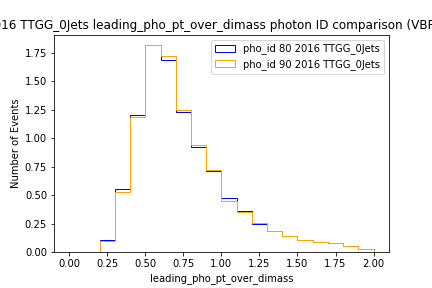 016 TTGG_0Jets leading_pho_pt_over_dimass photon ID comparison (VBF
pho_id 80 2016 TTGG_0Jets
pho_id 90 2016 TTGG_0Jets
Number of Events
1.75
1.50
1.25
1.00
0.75
0.50
0.25
0.00
0.00 0.25 0.50 0.75 1.00 1.25 1.50 1.75 2.00
leading_pho_pt_over_dimass